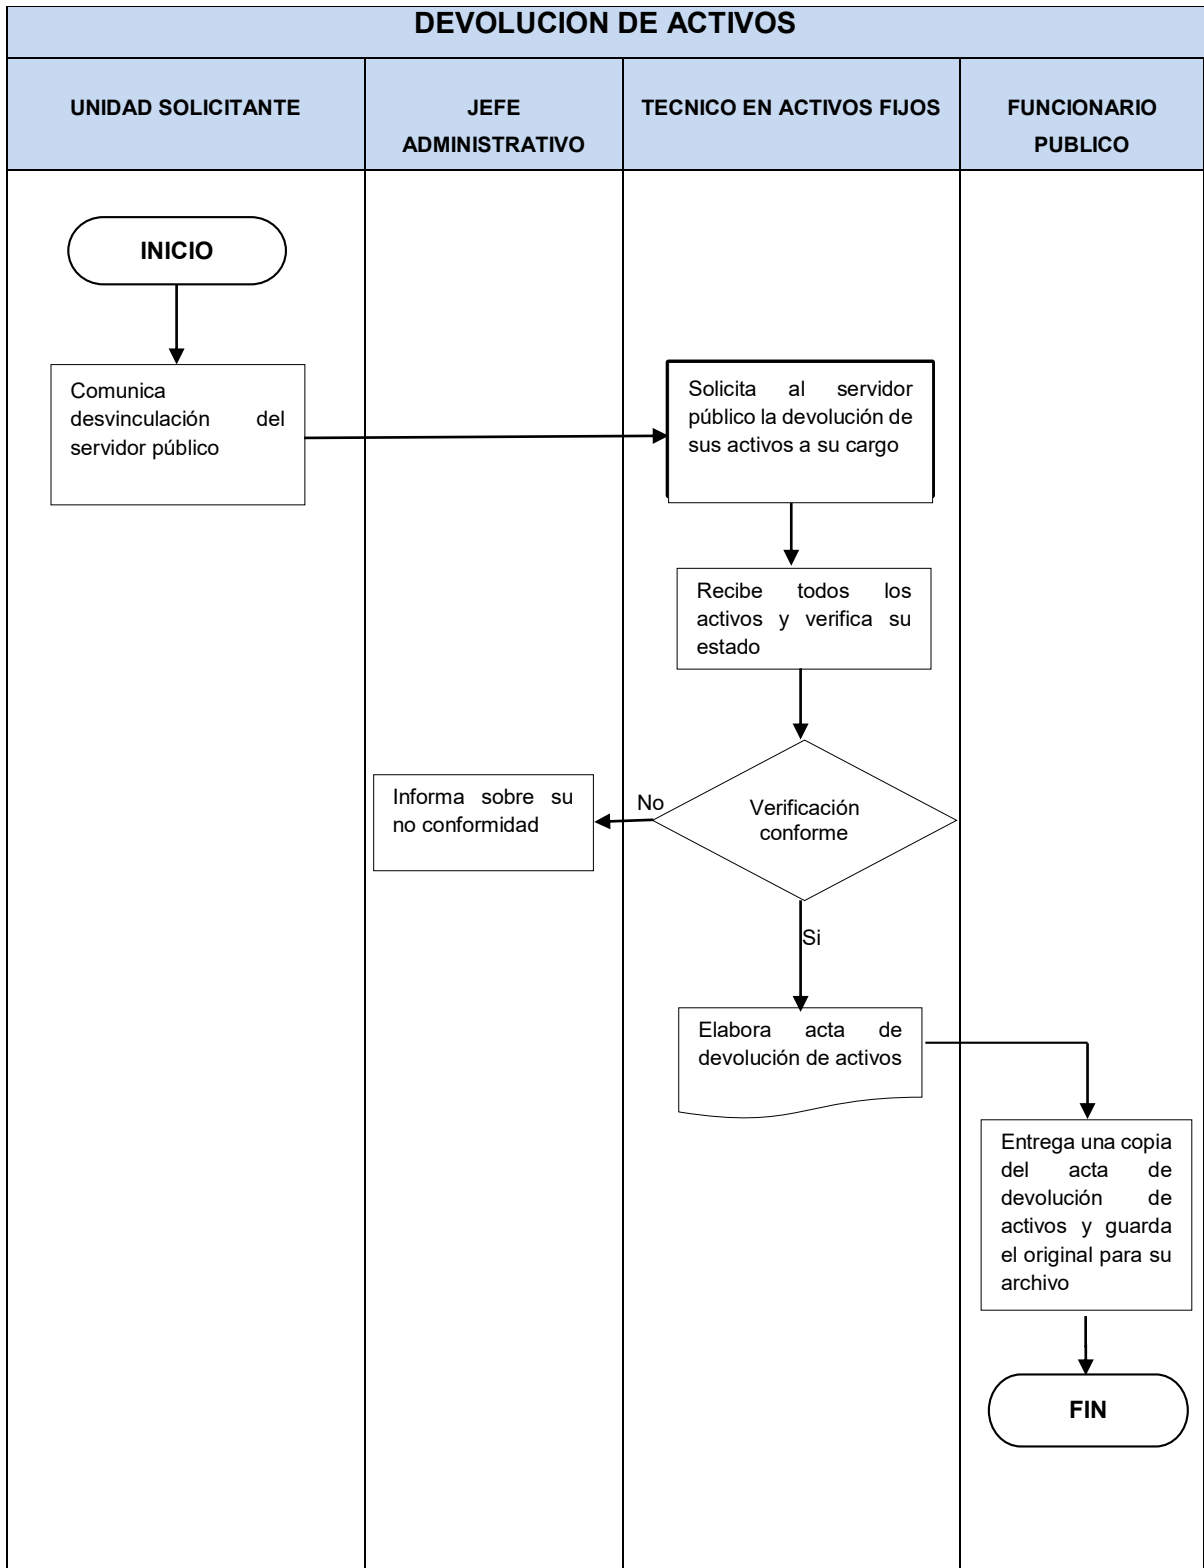 DEVOLUCION DE ACTIVOS
UNIDAD SOLICITANTE
JEFE
ADMINISTRATIVO
TECNICO EN ACTIVOS FIJOS
FUNCIONARIO
PUBLICO
INICIO
Comunica
desvinculación del
servidor público
Solicita al servidor
público la devolución de
sus activos a su cargo
Recibe todos los
activos y verifica su
estado
Verificación
conforme
No
Informa sobre su
no conformidad
Si
Elabora acta de
devolución de activos
Entrega una copia
del acta de
devolución de
activos y guarda
el original para su
archivo
FIN